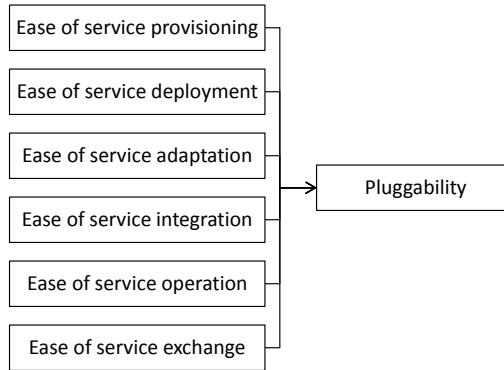 Ease of service provisioning
Ease of service deployment
Ease of service adaptation
Pluggability
Ease of service integration
Ease of service operation
Ease of service exchange